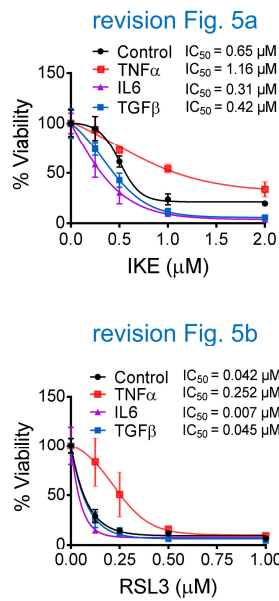 revision Fig. 5a
Control IC50 = 0.65 µM
TNFα IC50 = 1.16 µM
IL6 IC50 = 0.31 µM
TGFβ IC50 = 0.42 µM
150
100
50
0
% Viability
0.0 0.5 1.0 1.5 2.0
IKE (µM)
revision Fig. 5b
Control IC50 = 0.042 µM
TNFα IC50 = 0.252 µM
IL6 IC50 = 0.007 µM
TGFβ IC50 = 0.045 µM
150
100
50
0
% Viability
0.00 0.25 0.50 0.75 1.00
RSL3 (µM)